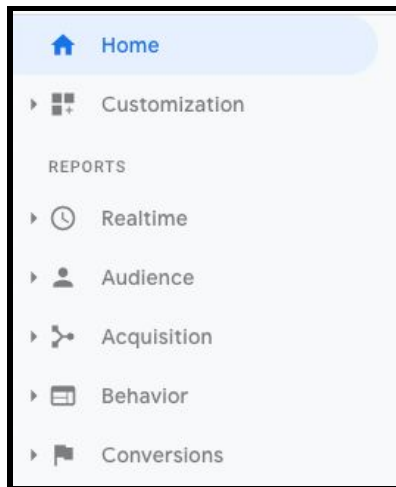 Home
Customization
REPORTS
Realtime
Audience
Acquisition
Behavior
Conversions